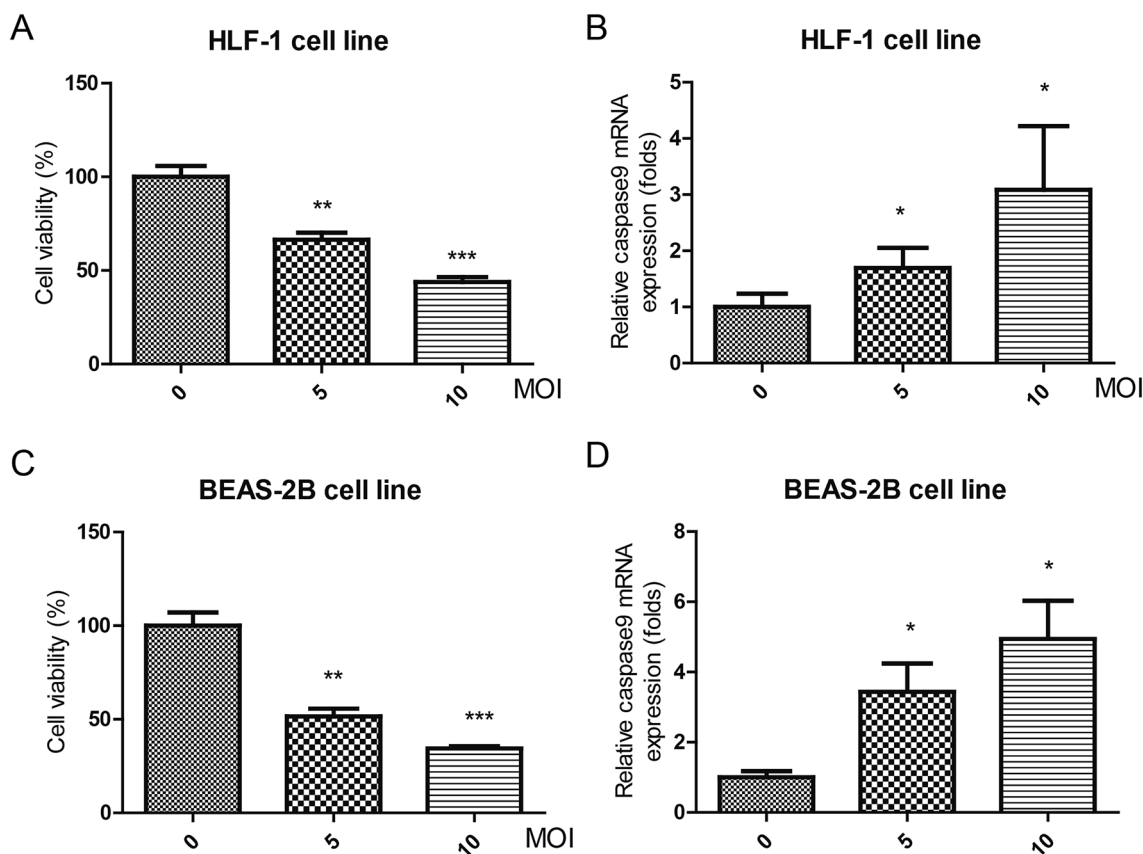 A
HLF-1 cell line
Cell viability (%)
150
100
50
0
**
***
0
5
10
MOI
B
HLF-1 cell line
Relative caspase9 mRNA
expression (folds)
5
4
3
2
1
0
*
*
0
5
10
MOI
C
BEAS-2B cell line
Cell viability (%)
150
100
50
0
**
***
0
5
10
MOI
D
BEAS-2B cell line
Relative caspase9 mRNA
expression (folds)
8
6
4
2
0
*
*
0
5
10
MOI